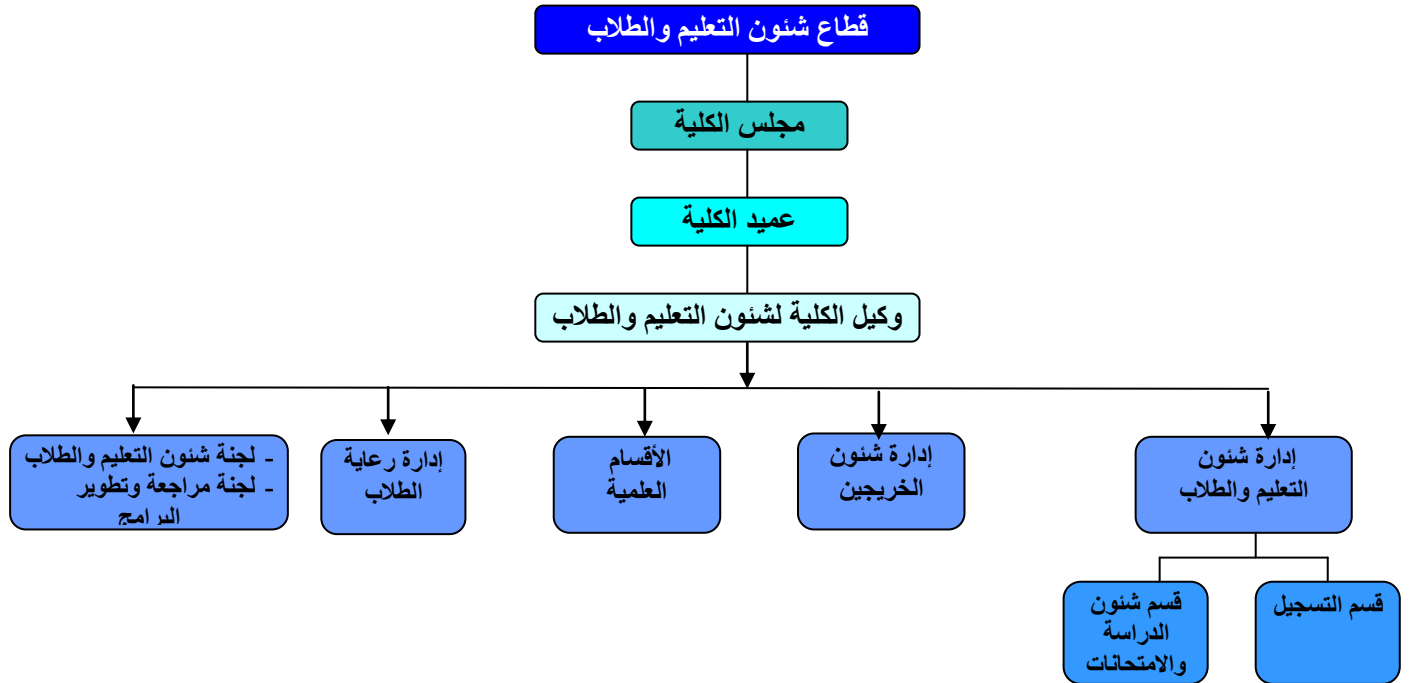 قطاع شئون التعليم والطلاب
مجلس الكلية
عميد الكلية
وكيل الكلية لشئون التعليم والطلاب
إدارة شئون
التعليم والطلاب
إدارة شئون
الخريجين
الأقسام
العلمية
إدارة رعاية
الطلاب
- لجنة شئون التعليم والطلاب
- لجنة مراجعة وتطوير
البرامج
قسم التسجيل
قسم شئون
الدراسة
والامتحانات